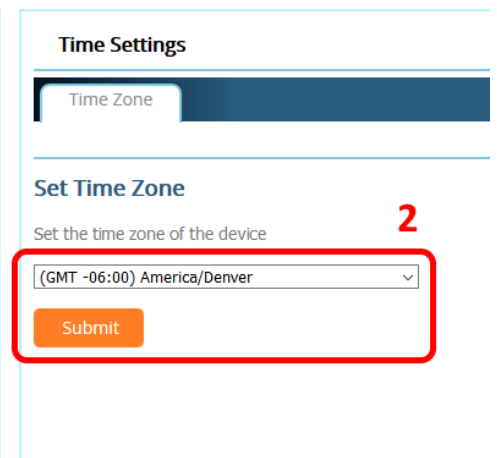 Time Settings
Time Zone
Set Time Zone
2
Set the time zone of the device
(GMT -06:00) America/Denver
Submit